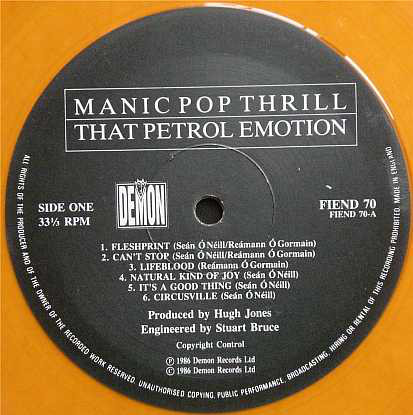 MANIC POP THRILL
THAT PETROL EMOTION
SIDE ONE
33⅓ RPM
DEMON
FIEND 70
FIEND 70-A
1. FLESHPRINT (Seán Ó Néill/Reámann Ó Gormain)
2. CAN'T STOP (Seán Ó Néill/Reámann Ó Gormain)
3. LIFEBLOOD (Reámann Ó Gormain)
4. NATURAL KIND OF JOY (Seán Ó Néill)
5. IT'S A GOOD THING (Seán Ó Néill)
6. CIRCUSVILLE (Seán Ó Néill)
Produced by Hugh Jones
Engineered by Stuart Bruce
Copyright Control
Ⓟ 1986 Demon Records Ltd
© 1986 Demon Records Ltd
ALL RIGHTS OF THE PRODUCER AND OF THE OWNER OF THE RECORDED WORK RESERVED. UNAUTHORISED COPYING, PUBLIC PERFORMANCE, BROADCASTING, HIRING OR RENTAL OF THIS RECORDING PROHIBITED. MADE IN ENGLAND